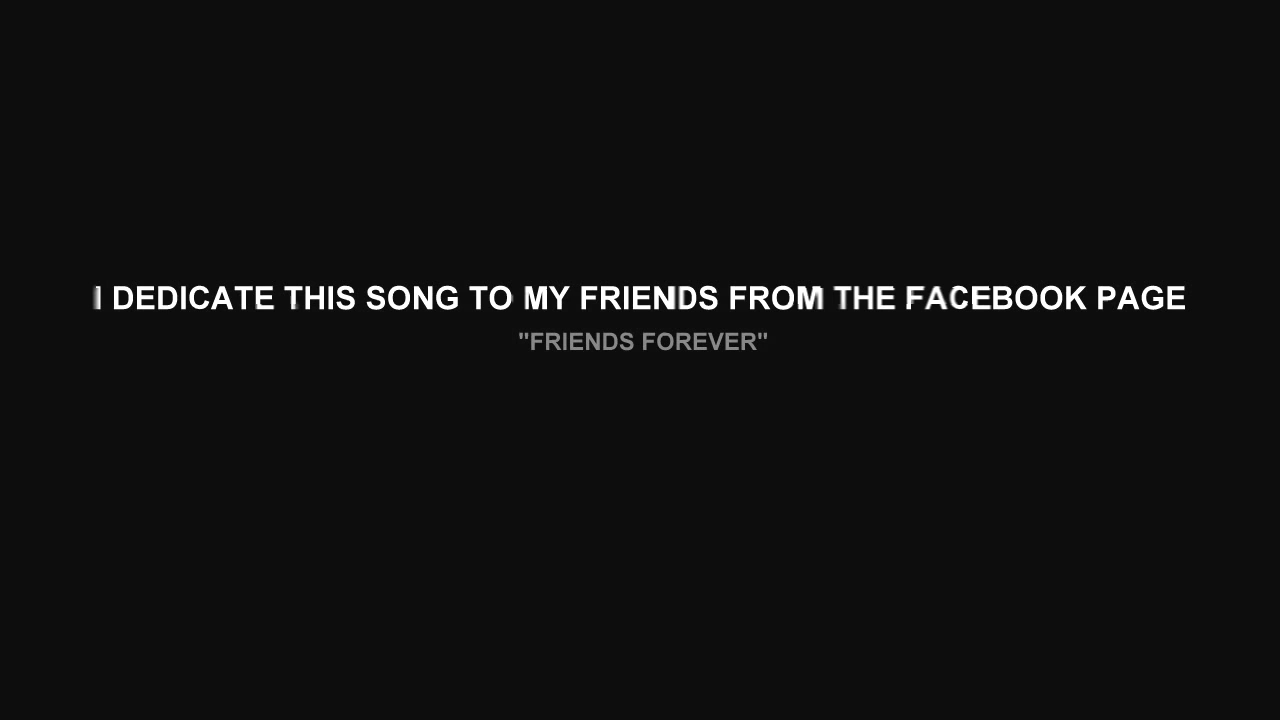 I DEDICATE THIS SONG TO MY FRIENDS FROM THE FACEBOOK PAGE
"FRIENDS FOREVER"